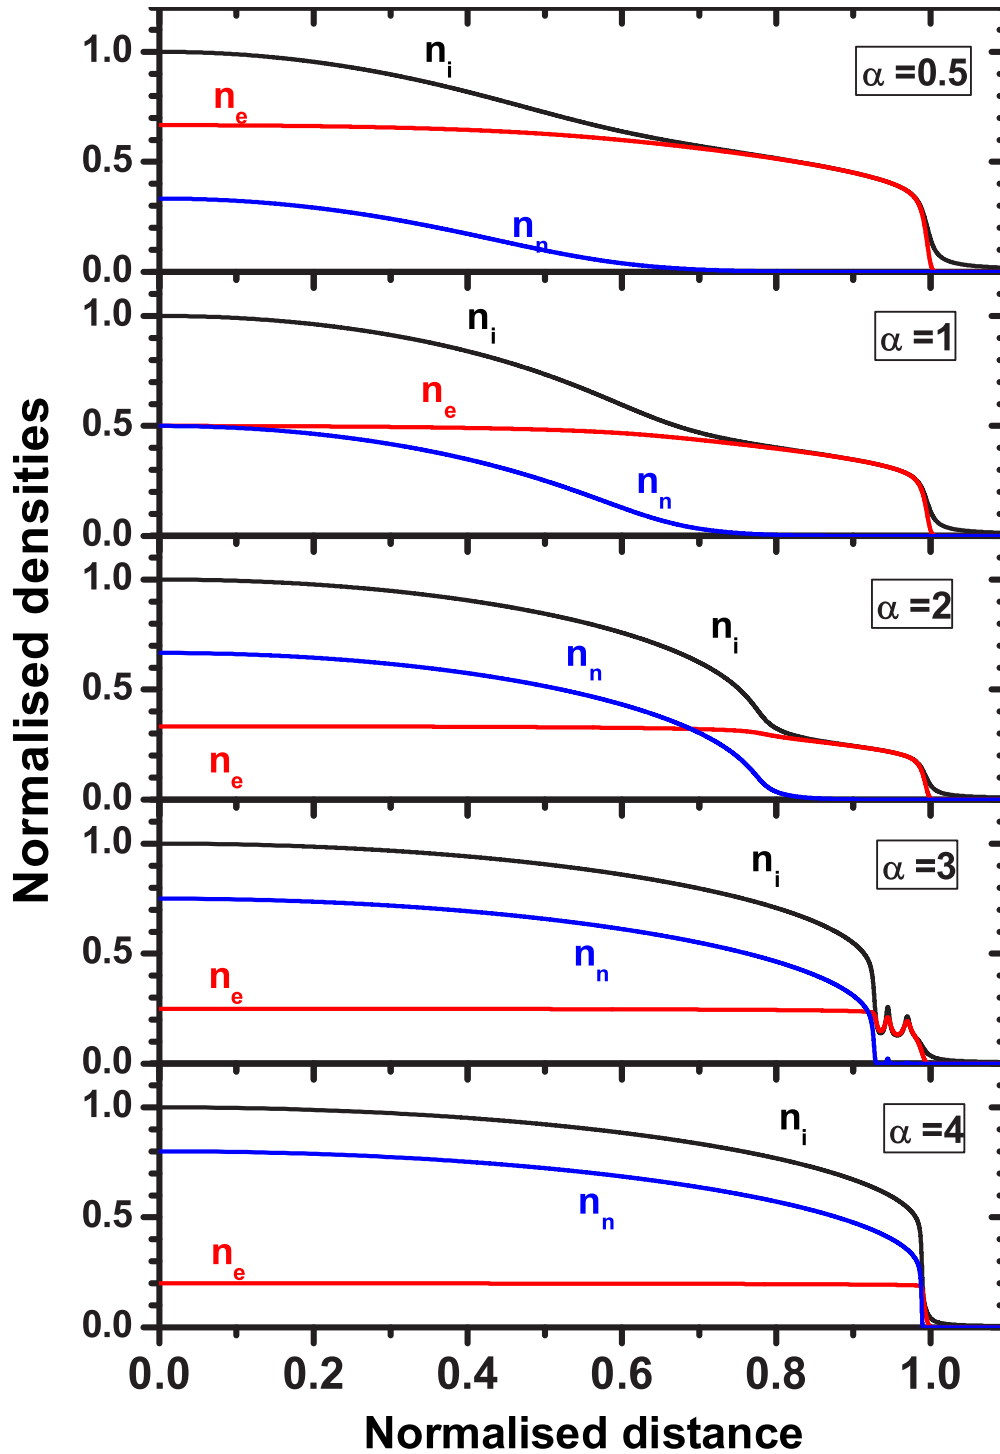 Normalised densities
1.0
0.5
0.0
n_i
n_e
n_n
α =0.5
1.0
0.5
0.0
n_i
n_e
n_n
α =1
1.0
0.5
0.0
n_i
n_n
n_e
α =2
1.0
0.5
0.0
n_i
n_n
n_e
α =3
1.0
0.5
0.0
n_i
n_n
n_e
α =4
0.0 0.2 0.4 0.6 0.8 1.0
Normalised distance